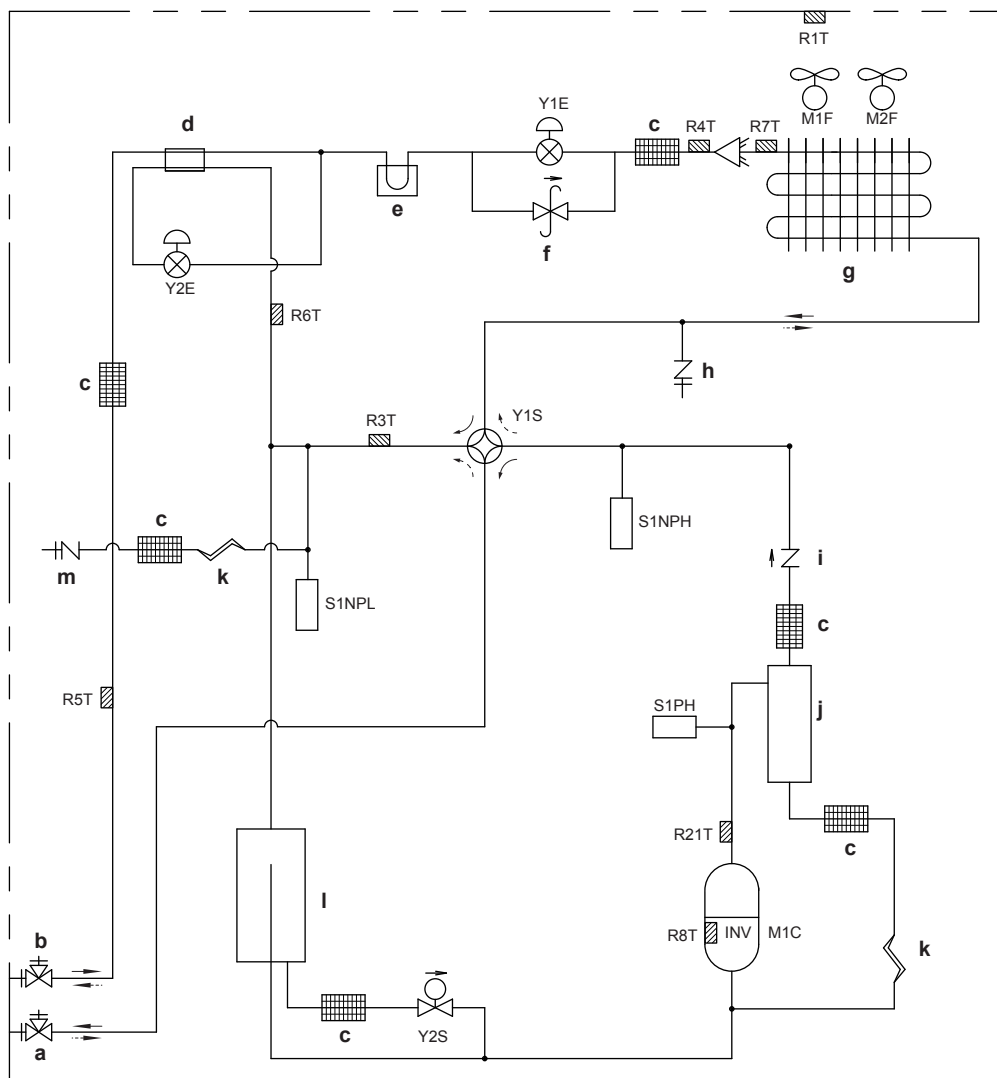 R1T
M1F
M2F
Y1E
d
c
R4T
R7T
e
f
g
Y2E
R6T
h
c
R3T
Y1S
c
S1NPH
m
k
i
S1NPL
c
R5T
S1PH
j
R21T
c
l
R8T
INV
M1C
b
k
c
Y2S
a